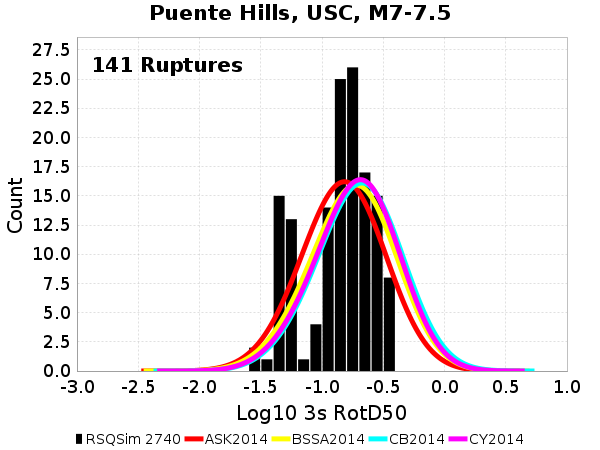 Puente Hills, USC, M7-7.5
141 Ruptures
Count
27.5
25.0
22.5
20.0
17.5
15.0
12.5
10.0
7.5
5.0
2.5
0.0
-3.0 -2.5 -2.0 -1.5 -1.0 -0.5 0.0 0.5 1.0
Log10 3s RotD50
RSQSim 2740 ASK2014 BSSA2014 CB2014 CY2014